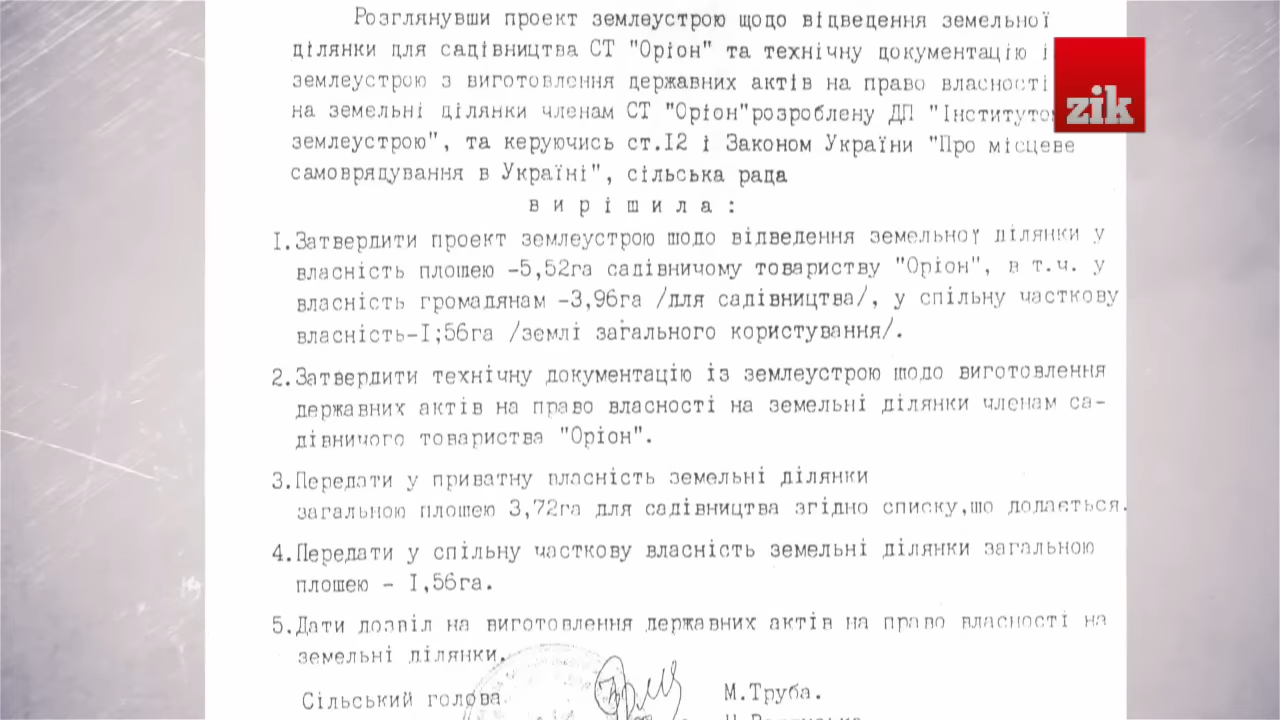 Розглянувши проект землеустрою щодо відведення земельної
ділянки для садівництва СТ "Оріон" та технічну документацію і
землеустрою з виготовлення державних актів на право власності
на земельні ділянки членам СТ "Оріон"розроблену ДП "Інститутом
землеустрою", та керуючись ст.І2 і Законом України "Про місцеве
самоврядування в Україні", сільська рада
в и р і ш и л а :
І.Затвердити проект землеустрою щодо відведення земельної ділянки у
власність площею -5,52га садівничому товариству "Оріон", в т.ч. у
власність громадянам -3,96га /для садівництва/, у спільну часткову
власність-І;56га /землі загального користування/.
2.Затвердити технічну документацію із землеустрою щодо виготовлення
державних актів на право власності на земельні ділянки членам са-
дівничого товариства "Оріон".
3.Передати у приватну власність земельні ділянки
загальною площею 3,72га для садівництва згідно списку,що додається.
4.Передати у спільну часткову власність земельні ділянки загальною
площею - І,56га.
5.Дати дозвіл на виготовлення державних актів на право власності на
земельні ділянки.
Сільський голова М.Труба.
zik